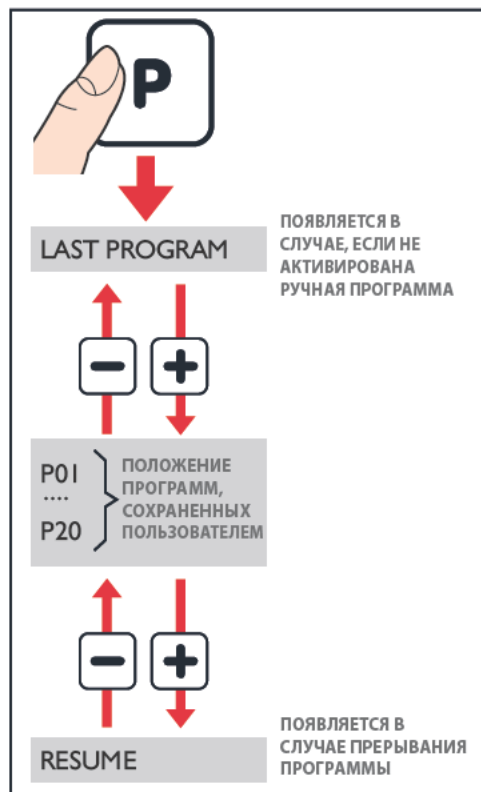 P
LAST PROGRAM
ПОЯВЛЯЕТСЯ В
СЛУЧАЕ, ЕСЛИ НЕ
АКТИВИРОВАНА
РУЧНАЯ ПРОГРАММА
P01
....
P20
ПОЛОЖЕНИЕ
ПРОГРАММ,
СОХРАНЕННЫХ
ПОЛЬЗОВАТЕЛЕМ
RESUME
ПОЯВЛЯЕТСЯ В
СЛУЧАЕ ПРЕРЫВАНИЯ
ПРОГРАММЫ